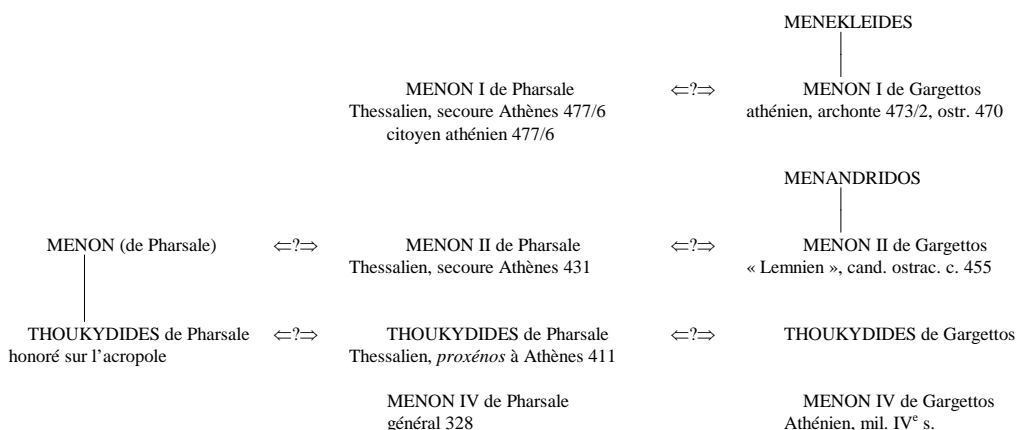 MENEKLEIDES
MENON I de Pharsale ⇐?⇒ MENON I de Gargettos
Thessalien, secoure Athènes 477/6 athénien, archonte 473/2, ostr. 470
citoyen athénien 477/6
MENANDRIDOS
MENON (de Pharsale) ⇐?⇒ MENON II de Pharsale ⇐?⇒ MENON II de Gargettos
Thessalien, secoure Athènes 431 « Lemnien », cand. ostrac. c. 455
THOUKYDIDES de Pharsale ⇐?⇒ THOUKYDIDES de Pharsale ⇐?⇒ THOUKYDIDES de Gargettos
honoré sur l’acropole Thessalien, proxénos à Athènes 411
MENON IV de Pharsale MENON IV de Gargettos
général 328 Athénien, mil. IVe s.